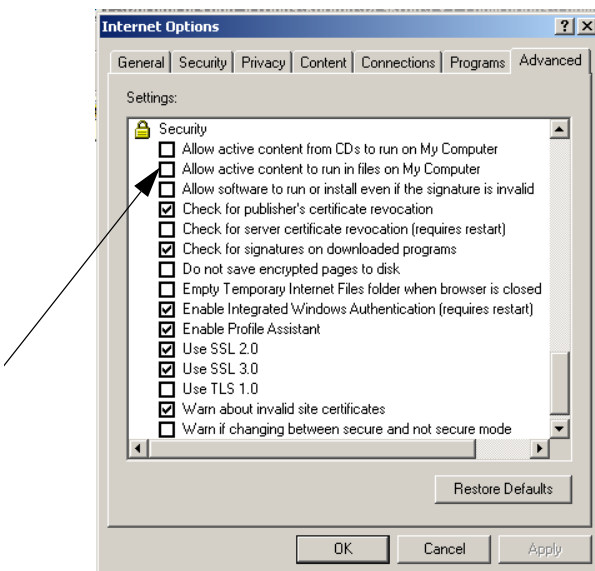 Internet Options
General Security Privacy Content Connections Programs Advanced
Settings:
Security
Allow active content from CDs to run on My Computer
Allow active content to run in files on My Computer
Allow software to run or install even if the signature is invalid
Check for publisher's certificate revocation
Check for server certificate revocation (requires restart)
Check for signatures on downloaded programs
Do not save encrypted pages to disk
Empty Temporary Internet Files folder when browser is closed
Enable Integrated Windows Authentication (requires restart)
Enable Profile Assistant
Use SSL 2.0
Use SSL 3.0
Use TLS 1.0
Warn about invalid site certificates
Warn if changing between secure and not secure mode
Restore Defaults
OK Cancel Apply